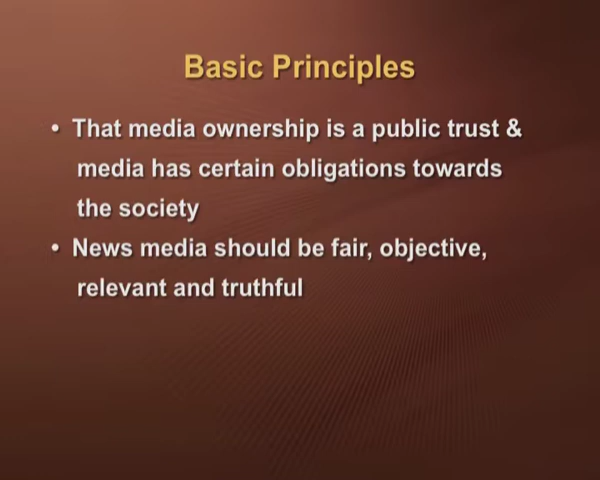 Basic Principles
• That media ownership is a public trust &
media has certain obligations towards
the society
• News media should be fair, objective,
relevant and truthful